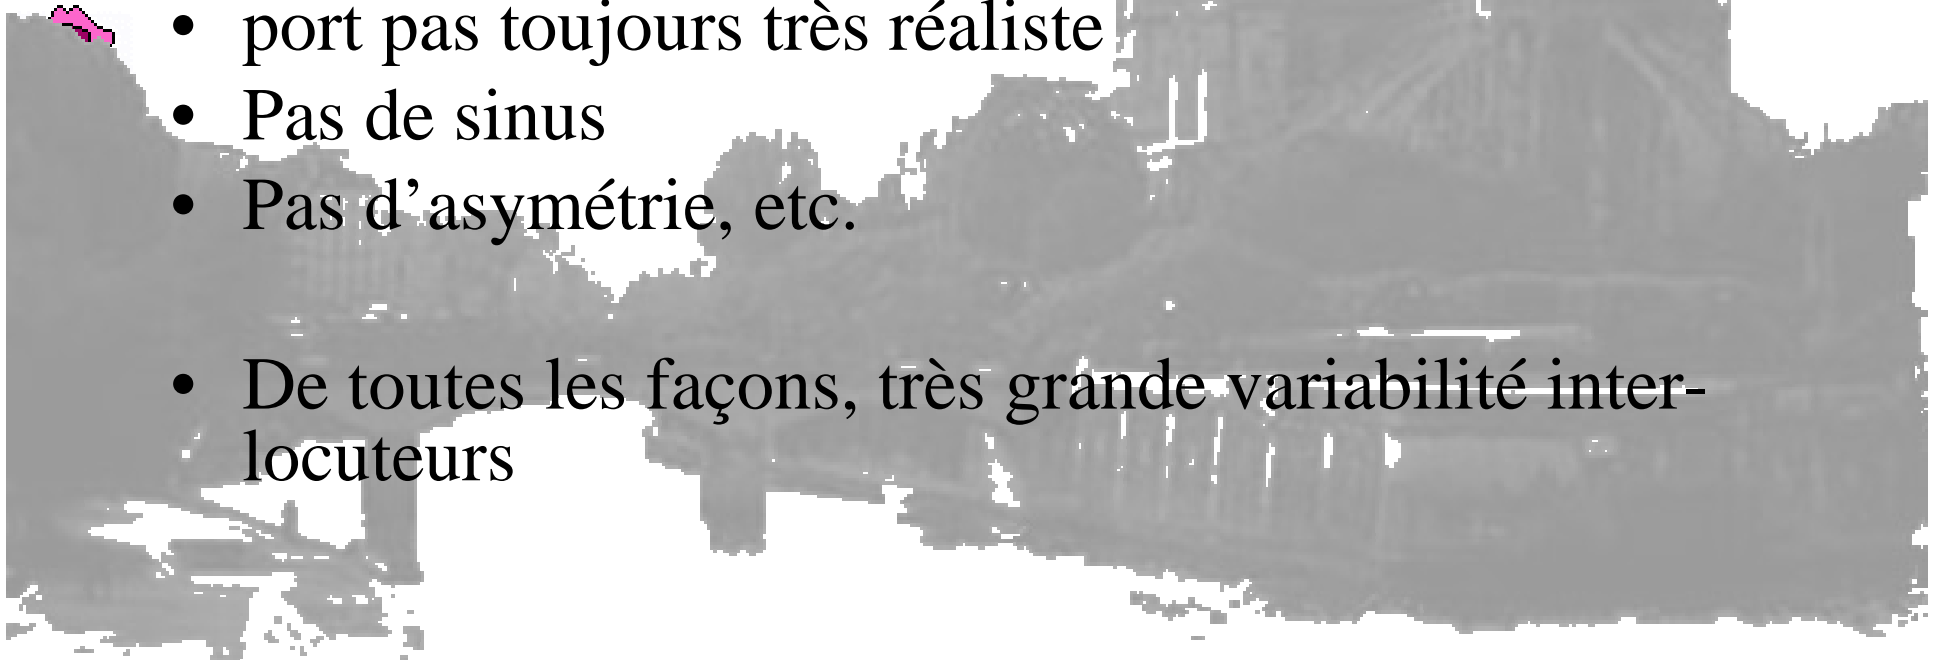 • port pas toujours très réaliste
• Pas de sinus
• Pas d’asymétrie, etc.
• De toutes les façons, très grande variabilité inter-
locuteurs